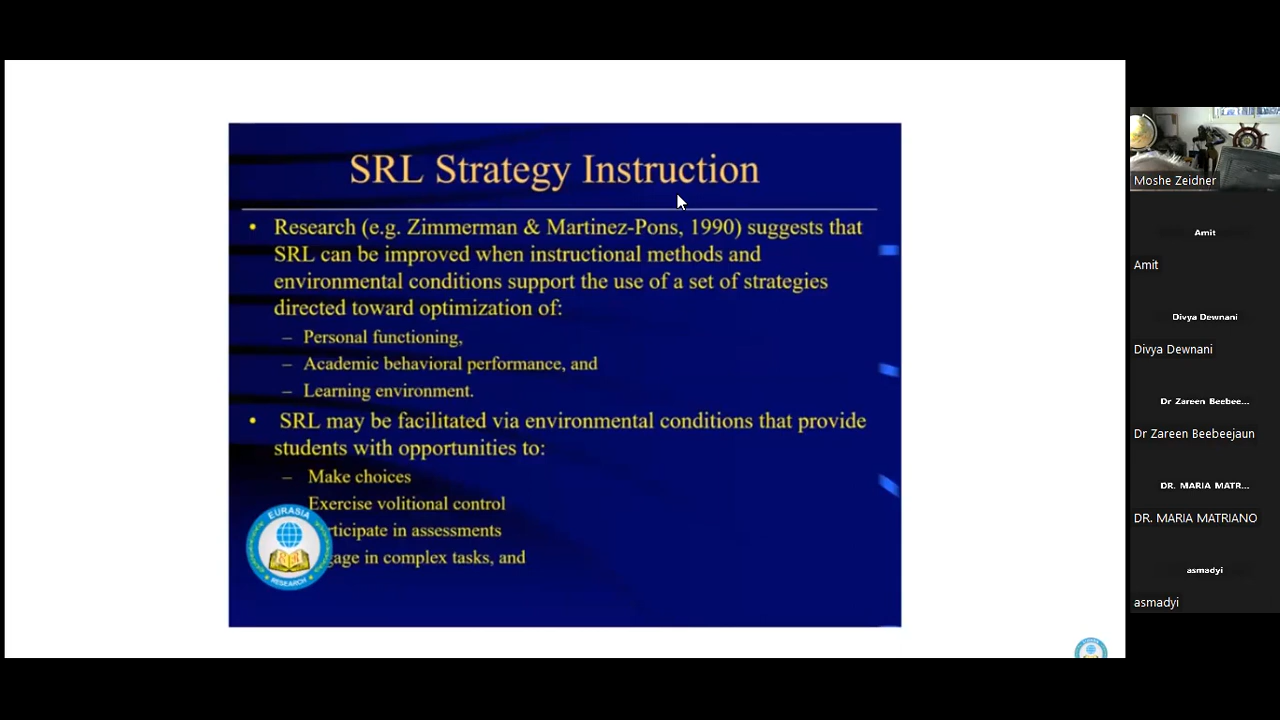 SRL Strategy Instruction
• Research (e.g. Zimmerman & Martinez-Pons, 1990) suggests that
SRL can be improved when instructional methods and
environmental conditions support the use of a set of strategies
directed toward optimization of:
– Personal functioning,
– Academic behavioral performance, and
– Learning environment.
• SRL may be facilitated via environmental conditions that provide
students with opportunities to:
– Make choices
Exercise volitional control
rticipate in assessments
gage in complex tasks, and
EURASIA
RESEARCH
Moshe Zeidner
Amit
Amit
Divya Dewnani
Divya Dewnani
Dr Zareen Beebee...
Dr Zareen Beebeejaun
DR. MARIA MATR...
DR. MARIA MATRIANO
asmadyi
asmadyi